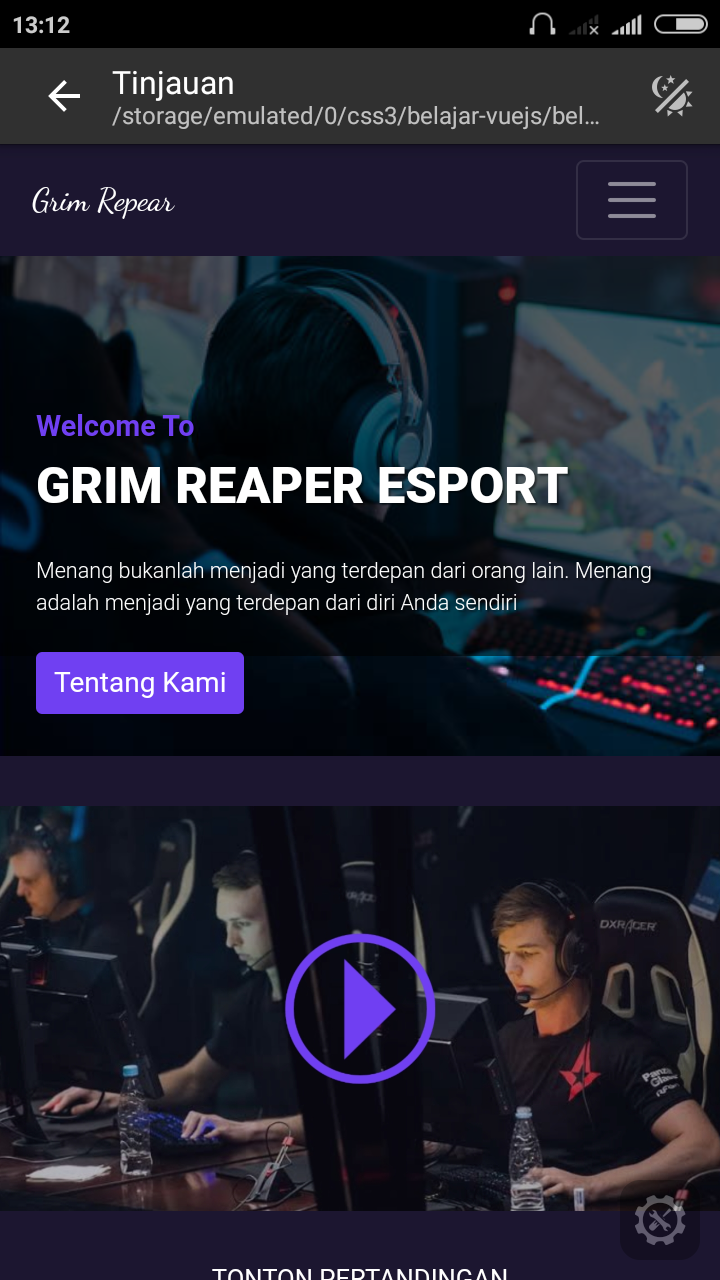 13:12
Tinjauan
/storage/emulated/0/css3/belajar-vuejs/bel...
Grim Repear
Welcome To
GRIM REAPER ESPORT
Menang bukanlah menjadi yang terdepan dari orang lain. Menang
adalah menjadi yang terdepan dari diri Anda sendiri
Tentang Kami
DXRACER
TONTON PERTANDINGAN